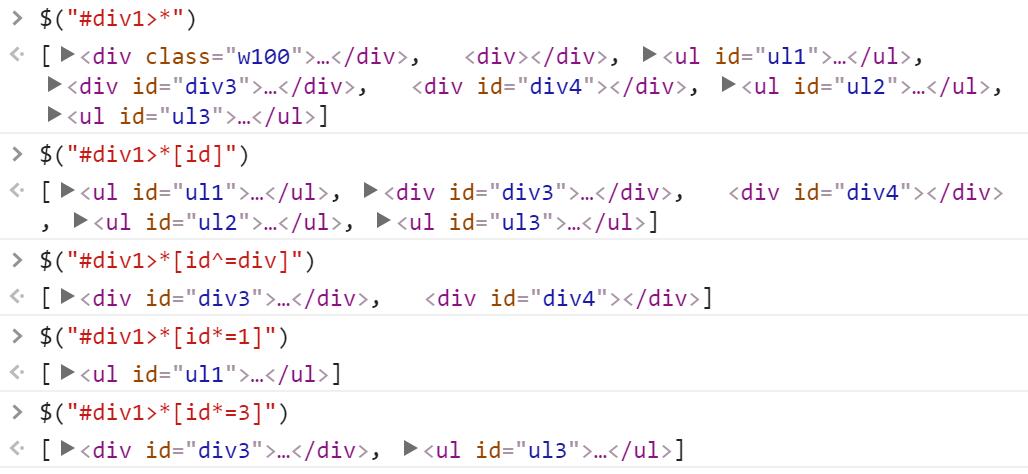 > $("#div1>*")
<· [▶<div class="w100">…</div>, <div></div>, ▶<ul id="ul1">…</ul>,
▶<div id="div3">…</div>, <div id="div4"></div>, ▶<ul id="ul2">…</ul>,
▶<ul id="ul3">…</ul>]
> $("#div1>*[id]")
<· [▶<ul id="ul1">…</ul>, ▶<div id="div3">…</div>, <div id="div4"></div>
, ▶<ul id="ul2">…</ul>, ▶<ul id="ul3">…</ul>]
> $("#div1>*[id^=div]")
<· [▶<div id="div3">…</div>, <div id="div4"></div>]
> $("#div1>*[id*=1]")
<· [▶<ul id="ul1">…</ul>]
> $("#div1>*[id*=3]")
<· [▶<div id="div3">…</div>, ▶<ul id="ul3">…</ul>]